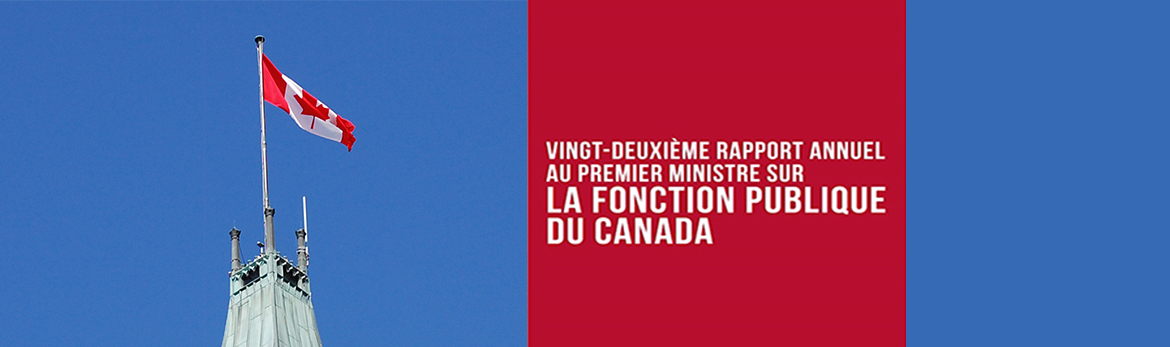 VINGT-DEUXIÈME RAPPORT ANNUEL
AU PREMIER MINISTRE SUR
LA FONCTION PUBLIQUE
DU CANADA